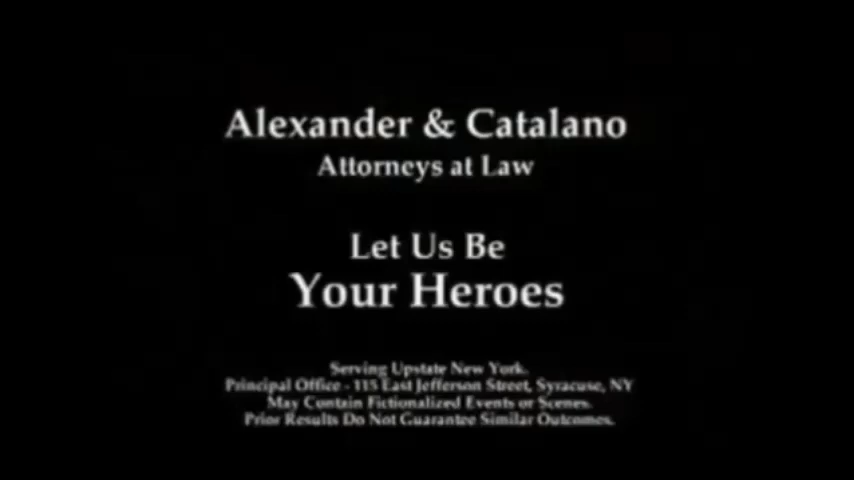 Alexander & Catalano
Attorneys at Law
Let Us Be
Your Heroes
Serving Upstate New York.
Principal Office - 115 East Jefferson Street, Syracuse, NY
May Contain Fictionalized Events or Scenes.
Prior Results Do Not Guarantee Similar Outcomes.